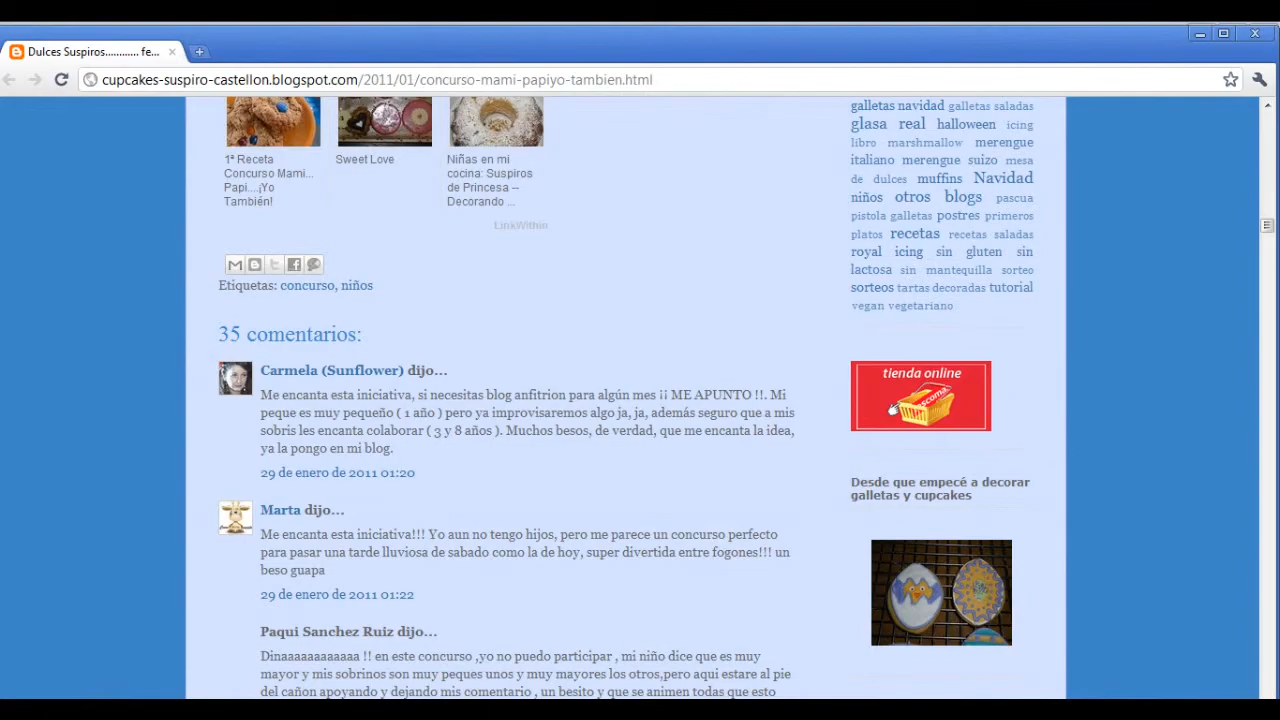 Dulces Suspiros............ fe...
cupcakes-suspiro-castellon.blogspot.com/2011/01/concurso-mami-papiyo-tambien.html
1ª Receta
Concurso Mami...
Papi....¡Yo
También!
Sweet Love
Niñas en mi
cocina: Suspiros
de Princesa –
Decorando ...
LinkWithin
Etiquetas: concurso, niños
35 comentarios:
Carmela (Sunflower) dijo...
Me encanta esta iniciativa, si necesitas blog anfitrion para algún mes ¡¡ ME APUNTO !!. Mi
peque es muy pequeño ( 1 año ) pero ya improvisaremos algo ja, ja, además seguro que a mis
sobris les encanta colaborar ( 3 y 8 años ). Muchos besos, de verdad, que me encanta la idea,
ya la pongo en mi blog.
29 de enero de 2011 01:20
Marta dijo...
Me encanta esta iniciativa!!! Yo aun no tengo hijos, pero me parece un concurso perfecto
para pasar una tarde lluviosa de sabado como la de hoy, super divertida entre fogones!!! un
beso guapa
29 de enero de 2011 01:22
Paqui Sanchez Ruiz dijo...
Dinaaaaaaaaaaaa !! en este concurso ,yo no puedo participar , mi niño dice que es muy
mayor y mis sobrinos son muy peques unos y muy mayores los otros,pero aqui estare al pie
del cañon apoyando y dejando mis comentario , un besito y que se animen todas que esto
galletas navidad galletas saladas
glasa real halloween icing
libro marshmallow merengue
italiano merengue suizo mesa
de dulces muffins Navidad
niños otros blogs pascua
pistola galletas postres primeros
platos recetas recetas saladas
royal icing sin gluten sin
lactosa sin mantequilla sorteo
sorteos tartas decoradas tutorial
vegan vegetariano
tienda online
Desde que empecé a decorar
galletas y cupcakes